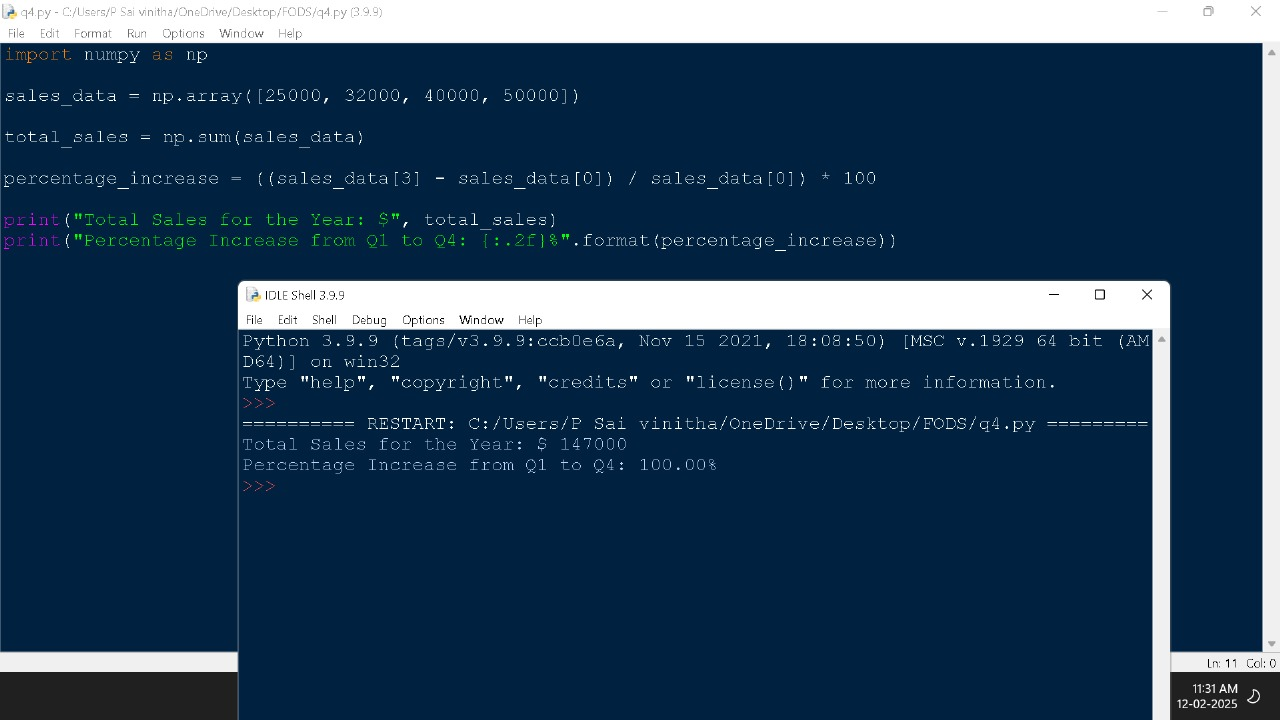 q4.py - C:/Users/P Sai vinitha/OneDrive/Desktop/FODS/q4.py (3.9.9)
File Edit Format Run Options Window Help
import numpy as np
sales_data = np.array([25000, 32000, 40000, 50000])
total_sales = np.sum(sales_data)
percentage_increase = ((sales_data[3] - sales_data[0]) / sales_data[0]) * 100
print("Total Sales for the Year: $", total_sales)
print("Percentage Increase from Q1 to Q4: {:.2f}%".format(percentage_increase))
IDLE Shell 3.9.9
File Edit Shell Debug Options Window Help
Python 3.9.9 (tags/v3.9.9:ccb0e6a, Nov 15 2021, 18:08:50) [MSC v.1929 64 bit (AM
D64)] on win32
Type "help", "copyright", "credits" or "license()" for more information.
>>>
========== RESTART: C:/Users/P Sai vinitha/OneDrive/Desktop/FODS/q4.py =========
Total Sales for the Year: $ 147000
Percentage Increase from Q1 to Q4: 100.00%
>>>
Ln: 11 Col: 0
11:31 AM
12-02-2025